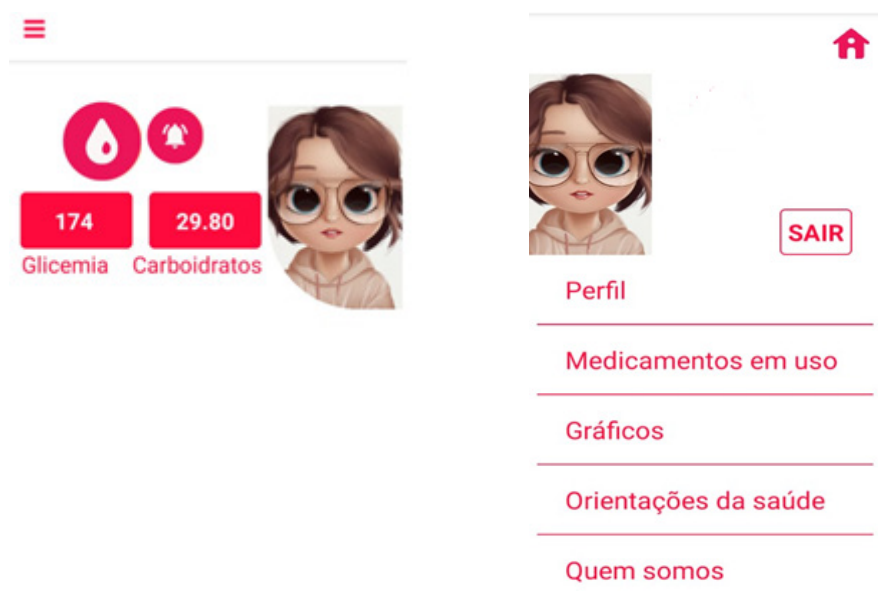 174 29.80
Glicemia Carboidratos
SAIR
Perfil
Medicamentos em uso
Gráficos
Orientações da saúde
Quem somos